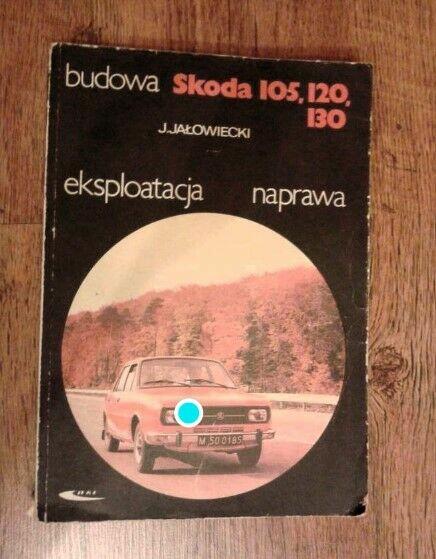 budowa Skoda 105, 120,
130
J. JAŁOWIECKI
eksploatacja naprawa
M 50 0185